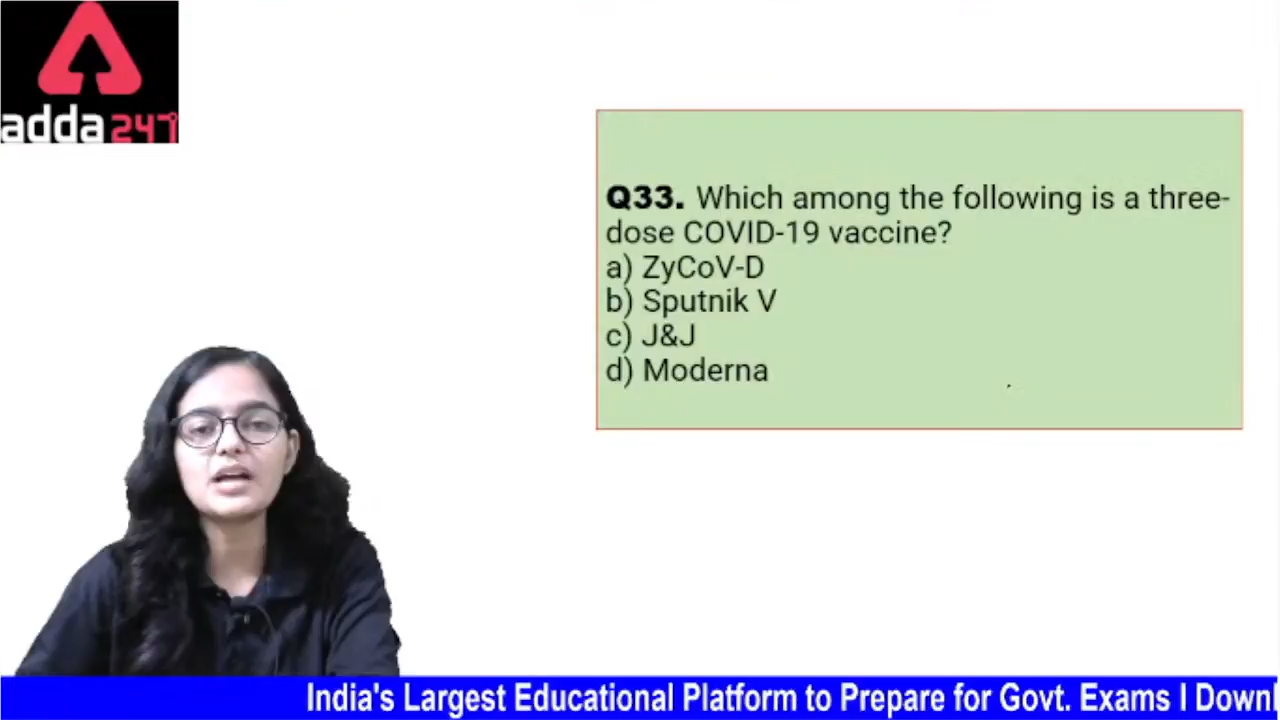 adda247
Q33. Which among the following is a three-
dose COVID-19 vaccine?
a) ZyCoV-D
b) Sputnik V
c) J&J
d) Moderna
India's Largest Educational Platform to Prepare for Govt. Exams I Downl